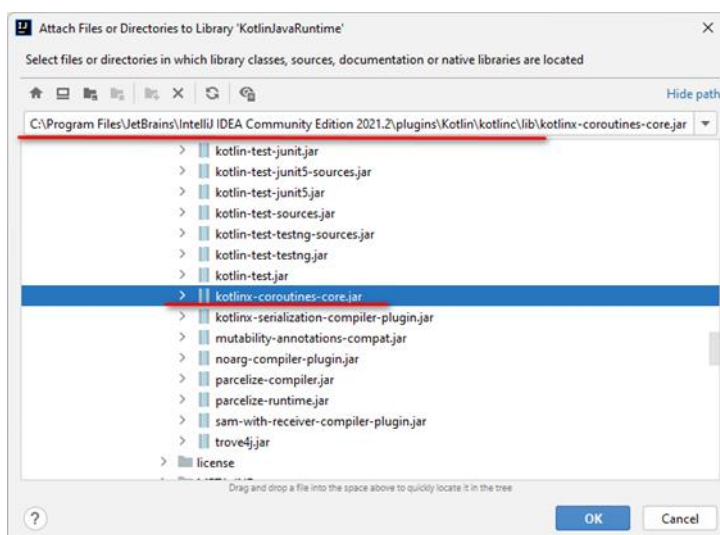 Attach Files or Directories to Library 'KotlinJavaRuntime'
Select files or directories in which library classes, sources, documentation or native libraries are located
Hide path
C:\Program Files\JetBrains\IntelliJ IDEA Community Edition 2021.2\plugins\Kotlin\kotlinc\lib\kotlinx-coroutines-core.jar
kotlin-test-junit.jar
kotlin-test-junit5-sources.jar
kotlin-test-junit5.jar
kotlin-test-sources.jar
kotlin-test-testng-sources.jar
kotlin-test-testng.jar
kotlin-test.jar
kotlinx-coroutines-core.jar
kotlinx-serialization-compiler-plugin.jar
mutability-annotations-compat.jar
noarg-compiler-plugin.jar
parcelize-compiler.jar
parcelize-runtime.jar
sam-with-receiver-compiler-plugin.jar
trove4j.jar
license
Drag and drop a file into the space above to quickly locate it in the tree
?
OK
Cancel